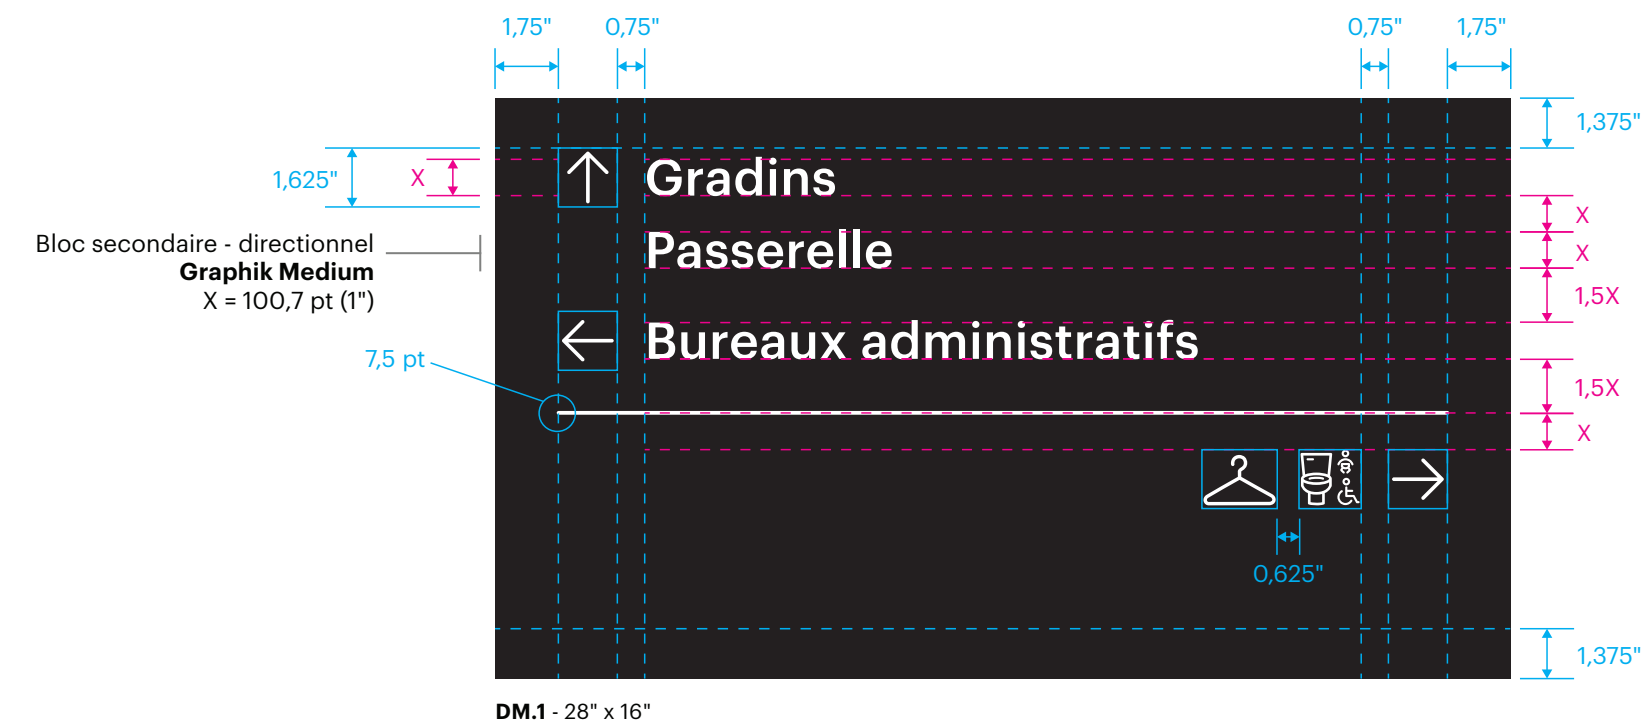 1,75" 0,75" 0,75" 1,75"
1,375"
1,625" X Gradins
X
Bloc secondaire - directionnel
Graphik Medium
X = 100,7 pt (1")
Passerelle
X
1,5X
Bureaux administratifs
7,5 pt
1,5X
X
0,625"
1,375"
DM.1 - 28" x 16"